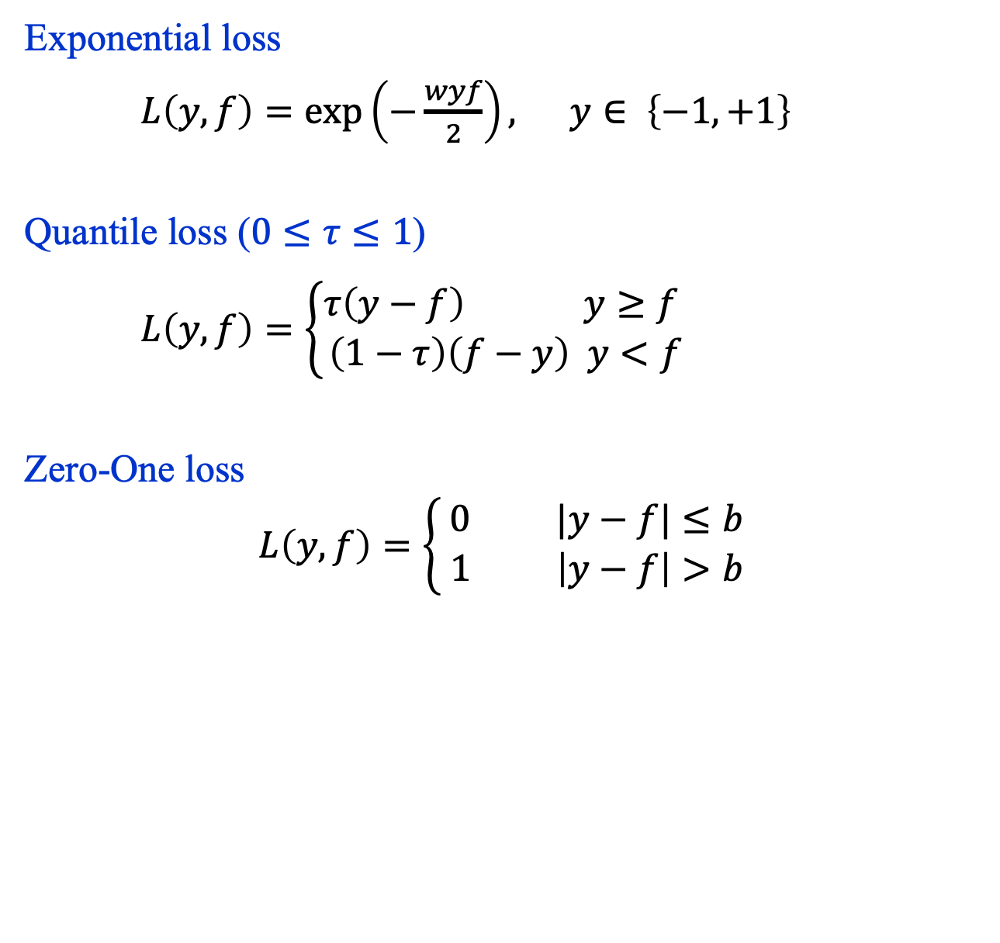 Exponential loss
L(y, f) = exp(−wyf/2), y ∈ {−1, +1}
Quantile loss (0 ≤ τ ≤ 1)
L(y, f) = { τ(y − f) y ≥ f
(1 − τ)(f − y) y < f
Zero-One loss
L(y, f) = { 0 |y − f| ≤ b
1 |y − f| > b